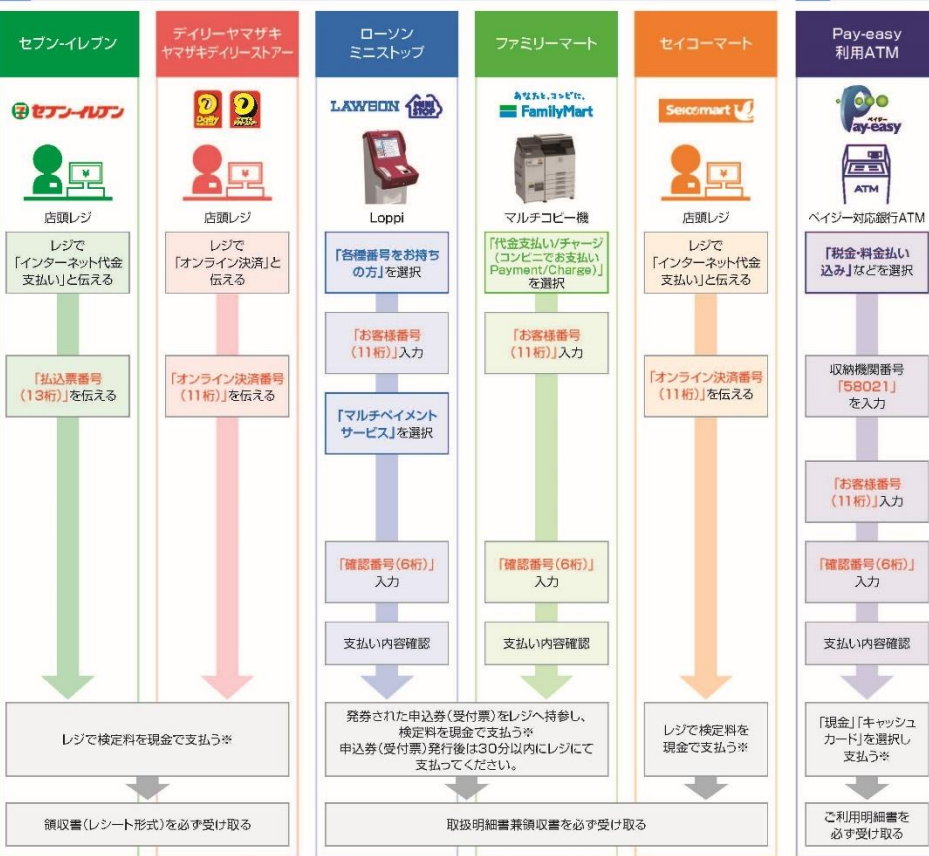 セブン-イレブン
デイリーヤマザキ
ヤマザキデイリーストアー
ローソン
ミニストップ
ファミリーマート
セイコーマート
Pay-easy
利用ATM
セブン-イレブン
Daily
LAWSON
MINI
STOP
あなたと、コンビに、
FamilyMart
Seicomart
ペイジー
Pay-easy
¥
¥
¥
ATM
店頭レジ
店頭レジ
Loppi
マルチコピー機
店頭レジ
ペイジー対応銀行ATM
レジで
「インターネット代金
支払い」と伝える
「払込票番号
(13桁)」を伝える
レジで
「オンライン決済」と
伝える
「オンライン決済番号
(11桁)」を伝える
「各種番号をお持ち
の方」を選択
「お客様番号
(11桁)」入力
「マルチペイメント
サービス」を選択
「確認番号(6桁)」
入力
支払い内容確認
「代金支払い/チャージ
(コンビニでお支払い
Payment/Charge)」
を選択
「お客様番号
(11桁)」入力
「確認番号(6桁)」
入力
支払い内容確認
レジで
「インターネット代金
支払い」と伝える
「オンライン決済番号
(11桁)」を伝える
「税金・料金払い
込み」などを選択
収納機関番号
「58021」
を入力
「お客様番号
(11桁)」入力
「確認番号(6桁)」
入力
支払い内容確認
レジで検定料を現金で支払う※
発券された申込券(受付票)をレジへ持参し、
検定料を現金で支払う※
申込券(受付票)発行後は30分以内にレジにて
支払ってください。
レジで検定料を
現金で支払う※
「現金」「キャッシュ
カード」を選択し
支払う※
領収書(レシート形式)を必ず受け取る
取扱明細書兼領収書を必ず受け取る
ご利用明細書を
必ず受け取る